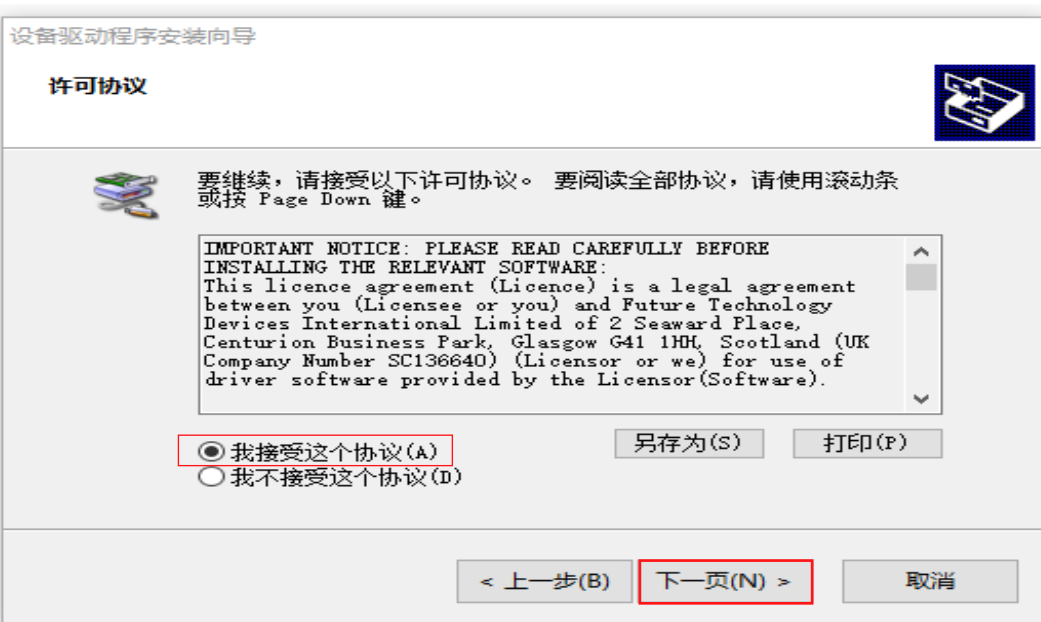 设备驱动程序安装向导
许可协议
要继续，请接受以下许可协议。 要阅读全部协议，请使用滚动条
或按 Page Down 键。
IMPORTANT NOTICE: PLEASE READ CAREFULLY BEFORE
INSTALLING THE RELEVANT SOFTWARE:
This licence agreement (Licence) is a legal agreement
between you (Licensee or you) and Future Technology
Devices International Limited of 2 Seaward Place,
Centurion Business Park, Glasgow G41 1HH, Scotland (UK
Company Number SC136640) (Licensor or we) for use of
driver software provided by the Licensor(Software).
我接受这个协议(A)
另存为(S)
打印(P)
我不接受这个协议(D)
< 上一步(B)
下一页(N) >
取消